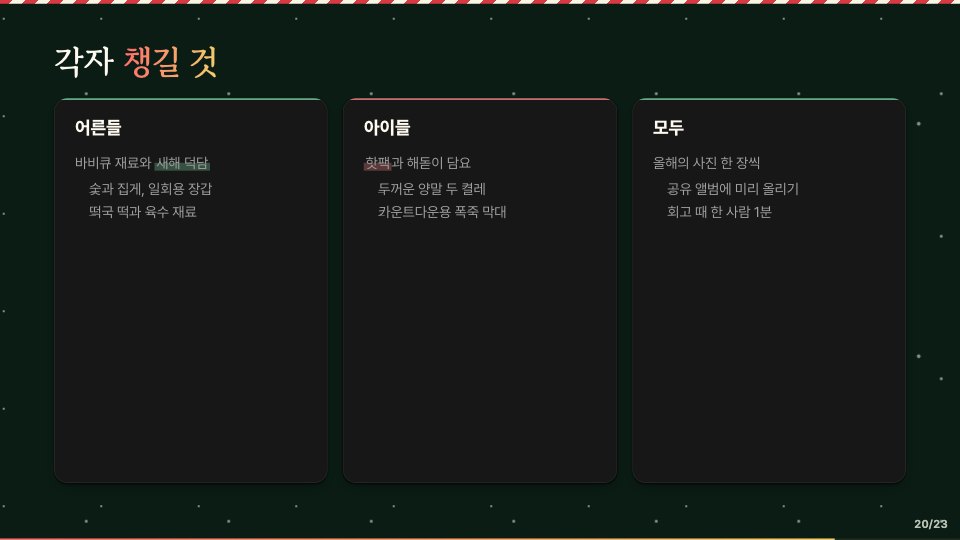 각자 챙길 것
어른들
바비큐 재료와 새해 덕담
숯과 집게, 일회용 장갑
떡국 떡과 육수 재료
아이들
핫팩과 해돋이 담요
두꺼운 양말 두 켤레
카운트다운용 폭죽 막대
모두
올해의 사진 한 장씩
공유 앨범에 미리 올리기
회고 때 한 사람 1분
20/23